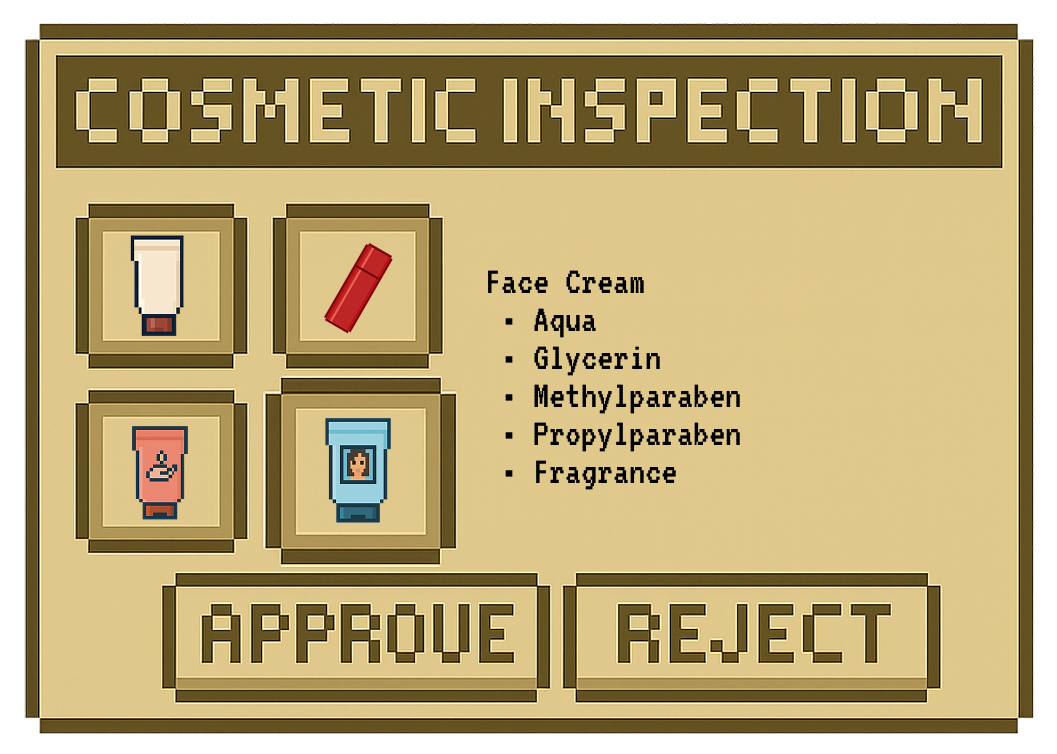 COSMETIC INSPECTION
Face Cream
▪ Aqua
▪ Glycerin
▪ Methylparaben
▪ Propylparaben
▪ Fragrance
APPROVE
REJECT